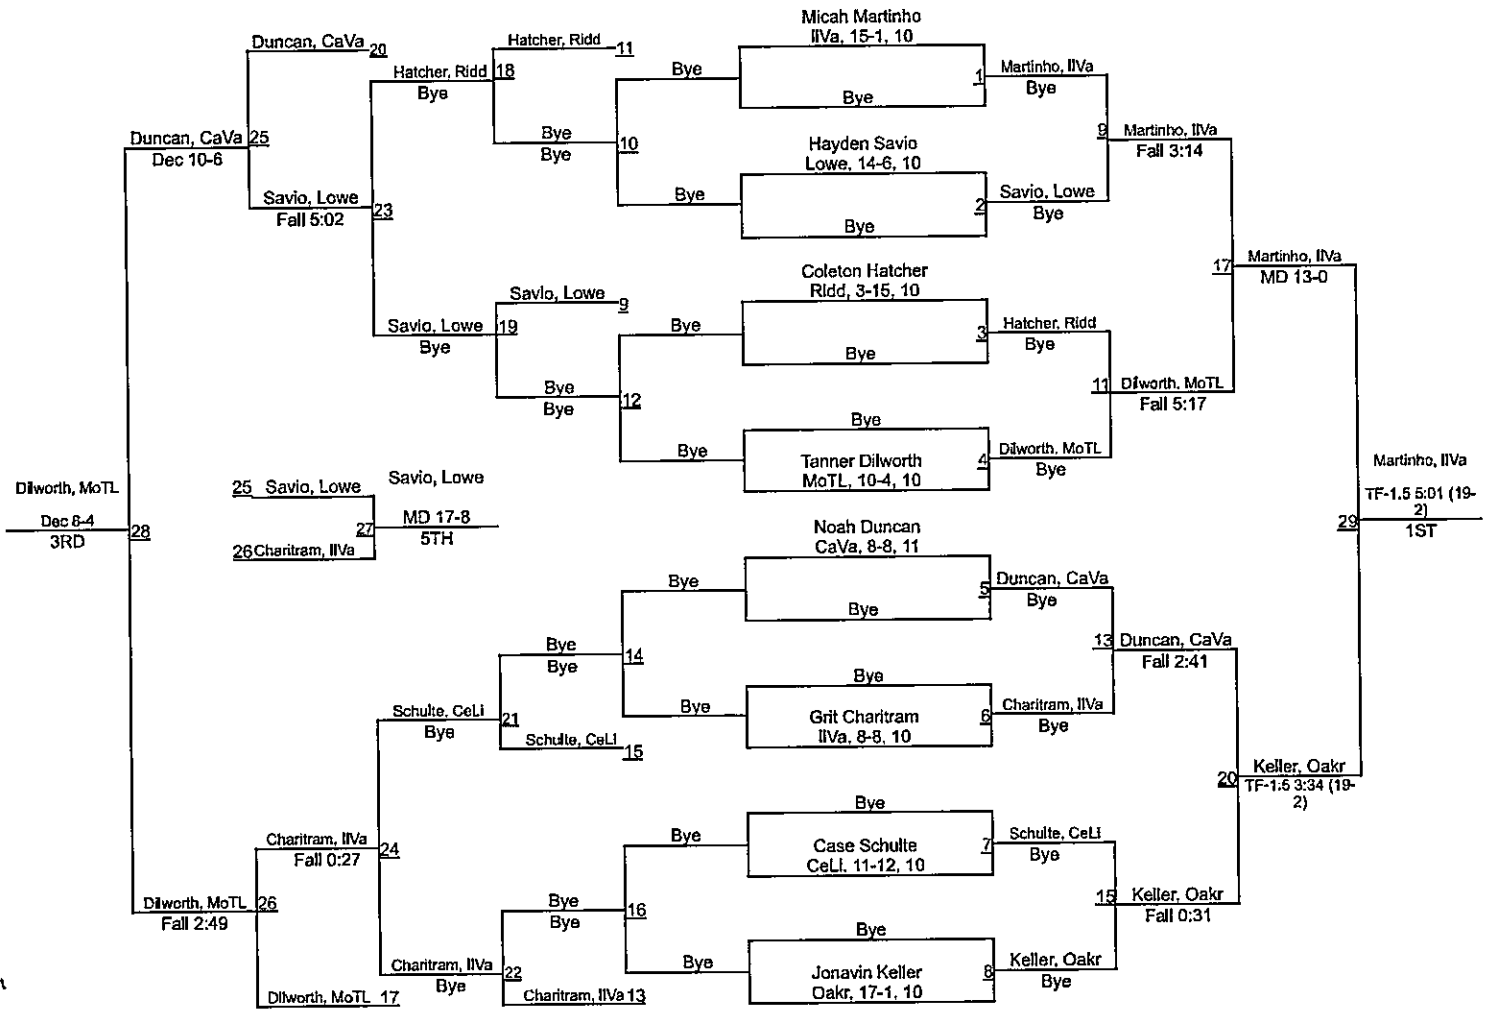 Micah Martinho
IIVa, 15-1, 10
Bye
Bye
1
Martinho, IIVa
Bye
Hayden Savio
Lowe, 14-6, 10
Bye
Bye
2
Savio, Lowe
Bye
9
Martinho, IIVa
Fall 3:14
Coleton Hatcher
Ridd, 3-15, 10
Bye
Bye
3
Hatcher, Ridd
Bye
Bye
Bye
Tanner Dilworth
MoTL, 10-4, 10
4
Dilworth, MoTL
Bye
11
Dilworth, MoTL
Fall 5:17
17
Martinho, IIVa
MD 13-0
Noah Duncan
CaVa, 8-8, 11
Bye
Bye
5
Duncan, CaVa
Bye
Bye
Bye
Grit Charitram
IIVa, 8-8, 10
6
Charitram, IIVa
Bye
13
Duncan, CaVa
Fall 2:41
Bye
Bye
Case Schulte
CeLi, 11-12, 10
7
Schulte, CeLi
Bye
Bye
Bye
Jonavin Keller
Oakr, 17-1, 10
8
Keller, Oakr
Bye
15
Keller, Oakr
Fall 0:31
20
Keller, Oakr
TF-1.5 3:34 (19-
2)
29
Martinho, IIVa
TF-1.5 5:01 (19-
2)
1ST
Duncan, CaVa 20
Hatcher, Ridd 11
Hatcher, Ridd 18
Bye
Bye
Bye
10
Duncan, CaVa 25
Dec 10-6
Savio, Lowe
Fall 5:02
23
Savio, Lowe 9
Savio, Lowe 19
Bye
Bye
Bye
12
Dilworth, MoTL
Dec 6-4
3RD
28
25 Savio, Lowe
26 Charitram, IIVa
27
Savio, Lowe
MD 17-8
5TH
Bye
Bye
14
Schulte, CeLi
Bye
21
Schulte, CeLi 15
Charitram, IIVa
Fall 0:27
24
Bye
Bye
16
Dilworth, MoTL 26
Fall 2:49
Charitram, IIVa
Bye
22
Charitram, IIVa 13
Dilworth, MoTL 17